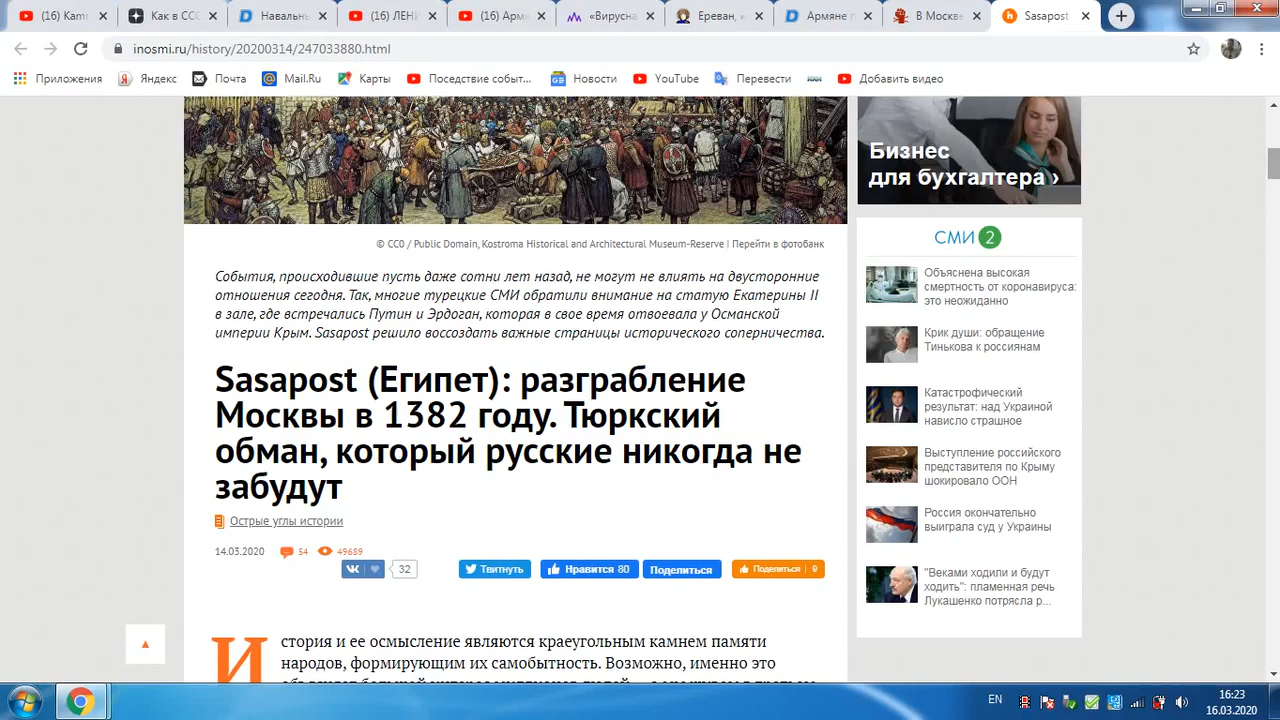 (16) Kamr
Как в ССС
Навальны
(16) ЛЕНИ
(16) Арми
«Вируснa
Ереван, к
Армяне п
В Москве
Sasapost
inosmi.ru/history/20200314/247033880.html
Приложения
Яндекс
Почта
Mail.Ru
Карты
Последствие событ...
Новости
YouTube
Перевести
Добавить видео
© CC0 / Public Domain, Kostroma Historical and Architectural Museum-Reserve | Перейти в фотобанк
События, происходившие пусть даже сотни лет назад, не могут не влиять на двусторонние
отношения сегодня. Так, многие турецкие СМИ обратили внимание на статую Екатерины II
в зале, где встречались Путин и Эрдоган, которая в свое время отвоевала у Османской
империи Крым. Sasapost решило воссоздать важные страницы исторического соперничества.
Sasapost (Египет): разграбление
Москвы в 1382 году. Тюркский
обман, который русские никогда не
забудут
Острые углы истории
14.03.2020
54
49689
32
Твитнуть
Нравится 80
Поделиться
Поделиться 9
История и ее осмысление являются краеугольным камнем памяти
народов, формирующим их самобытность. Возможно, именно это
Бизнес
для бухгалтера ›
СМИ 2
Объяснена высокая
смертность от коронавируса:
это неожиданно
Крик души: обращение
Тинькова к россиянам
Катастрофический
результат: над Украиной
нависло страшное
Выступление российского
представителя по Крыму
шокировало ООН
Россия окончательно
выиграла суд у Украины
"Веками ходили и будут
ходить": пламенная речь
Лукашенко потрясла р...
EN
16:23
16.03.2020